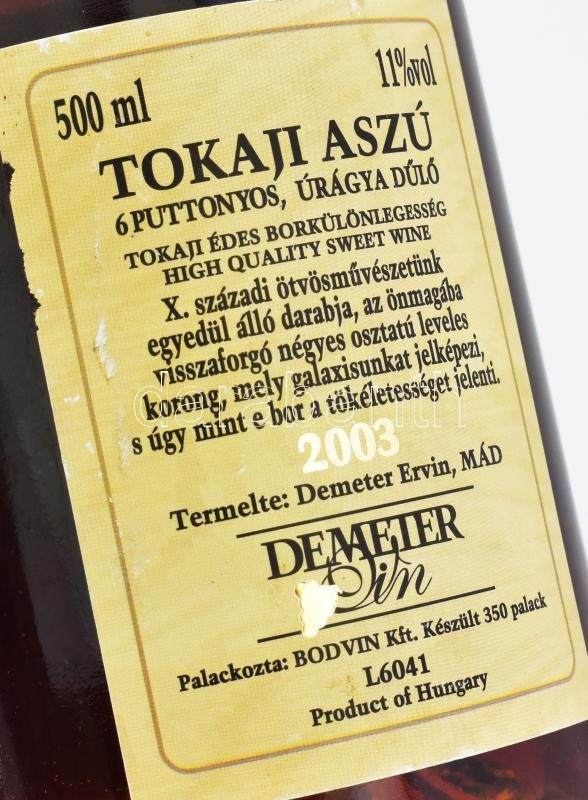 500 ml 11%vol
TOKAJI ASZÚ
6 PUTTONYOS, ÚRÁGYA DŰLŐ
TOKAJI ÉDES BORKÜLÖNLEGESSÉG
HIGH QUALITY SWEET WINE
X. századi ötvösművészetünk
egyedül álló darabja, az önmagába
visszaforgó négyes osztatú leveles
korong, mely galaxisunkat jelképezi,
s úgy mint e bor a tökéletességet jelenti.
darabanth
2003
Termelte: Demeter Ervin, MÁD
DEMETER
Vin
Palackozta: BODVIN Kft. Készült 350 palack
L6041
Product of Hungary